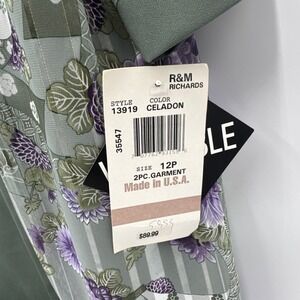 R&M
RICHARDS
STYLE
13919
COLOR
CELADON
35547
SIZE 12P
2PC.GARMENT
Made in U.S.A.
$89.99